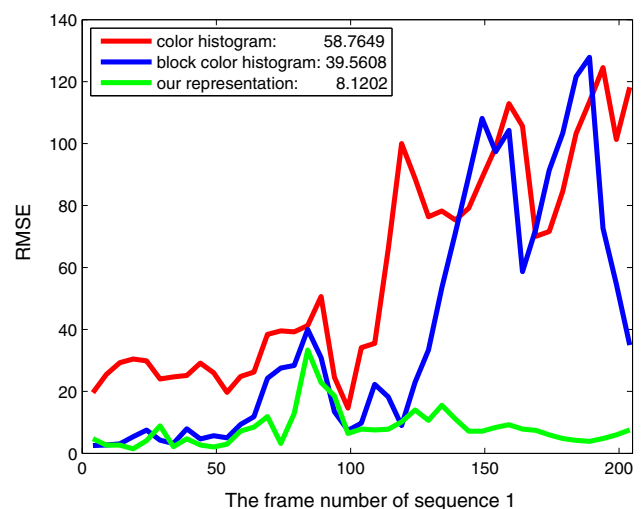 140
120
100
80
60
40
20
0
RMSE
color histogram: 58.7649
block color histogram: 39.5608
our representation: 8.1202
0 50 100 150 200
The frame number of sequence 1